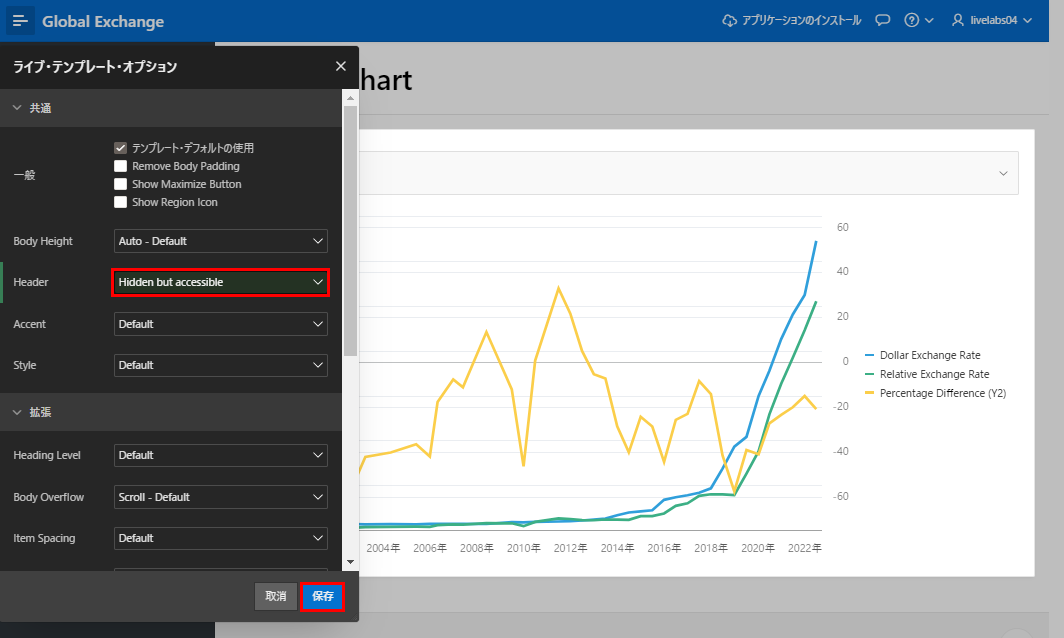 Global Exchange
アプリケーションのインストール
livelabs04
ライブ・テンプレート・オプション
hart
共通
一般
テンプレート・デフォルトの使用
Remove Body Padding
Show Maximize Button
Show Region Icon
Body Height
Auto - Default
Header
Hidden but accessible
Accent
Default
Style
Default
拡張
Heading Level
Default
Body Overflow
Scroll - Default
Item Spacing
Default
取消
保存
60
40
20
0
-20
-40
-60
2004年 2006年 2008年 2010年 2012年 2014年 2016年 2018年 2020年 2022年
Dollar Exchange Rate
Relative Exchange Rate
Percentage Difference (Y2)